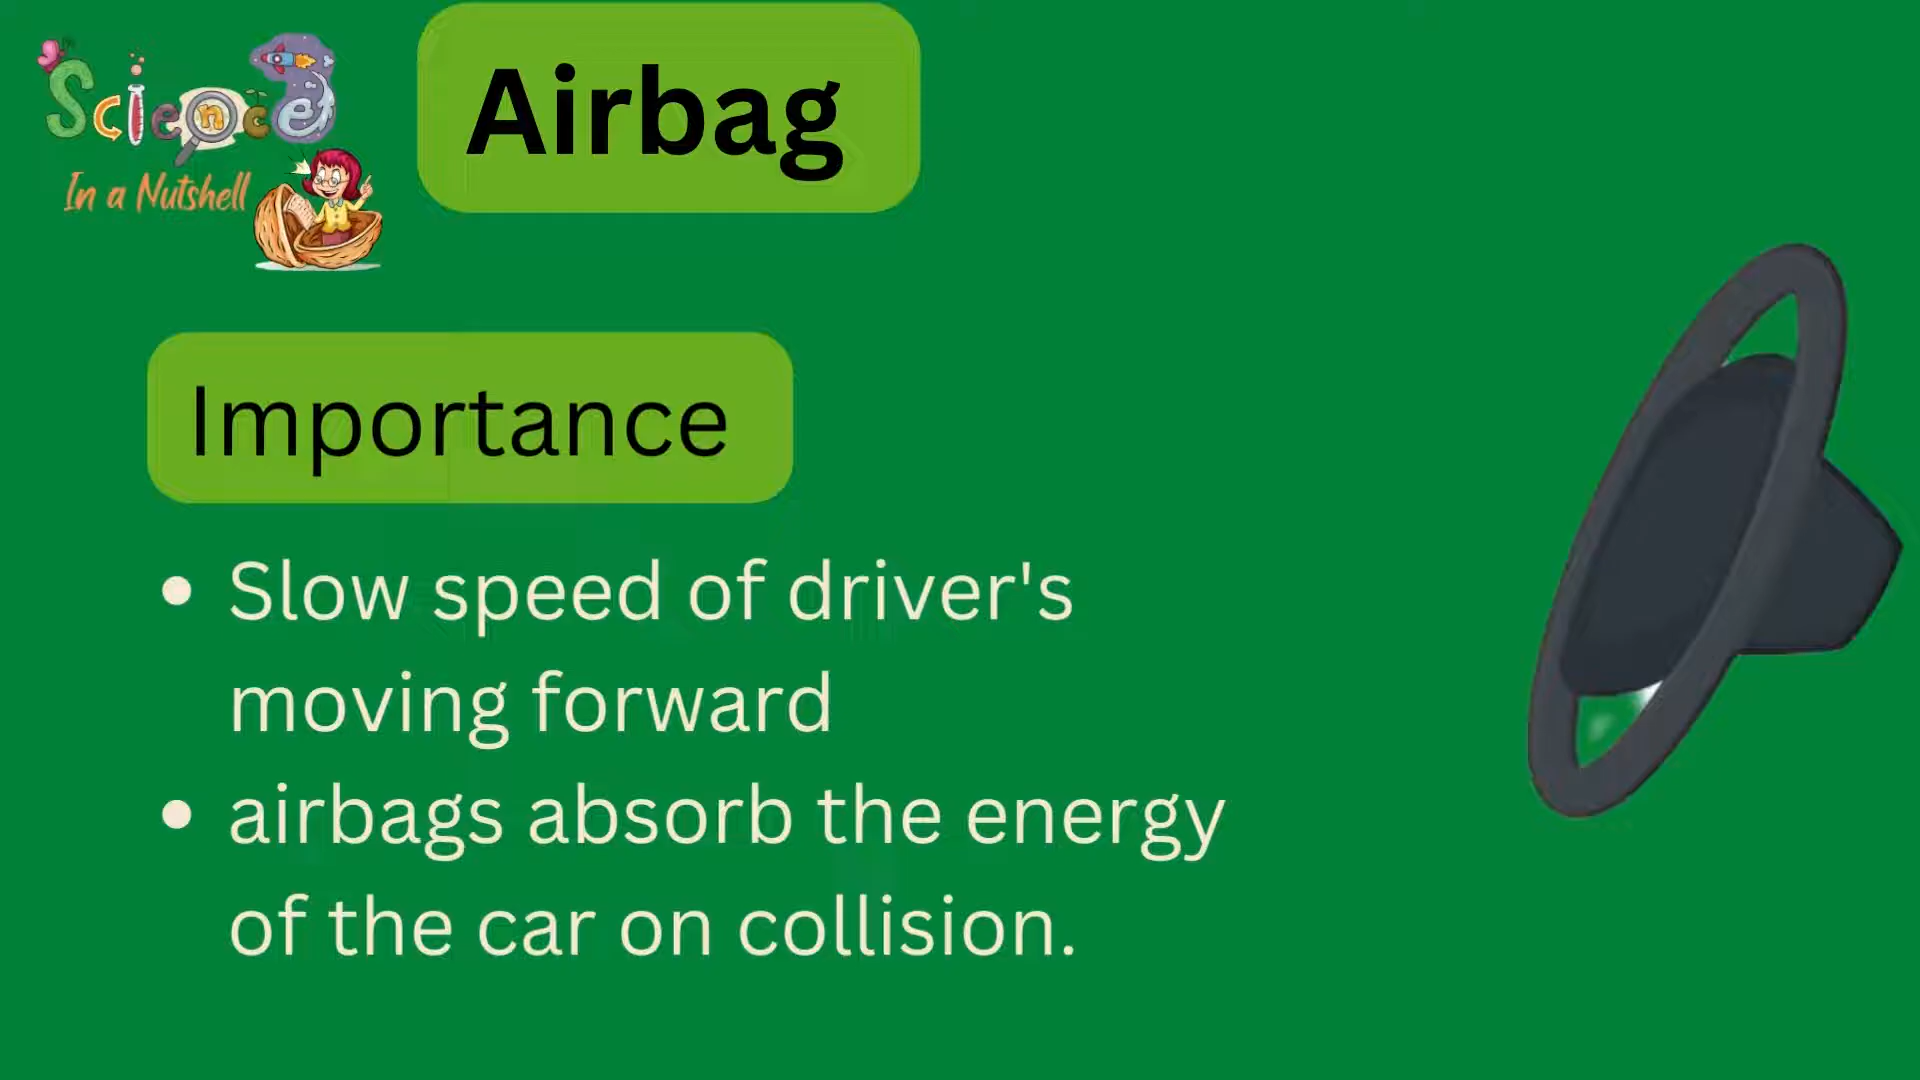 Science
In a Nutshell
Airbag
Importance
• Slow speed of driver's
moving forward
• airbags absorb the energy
of the car on collision.